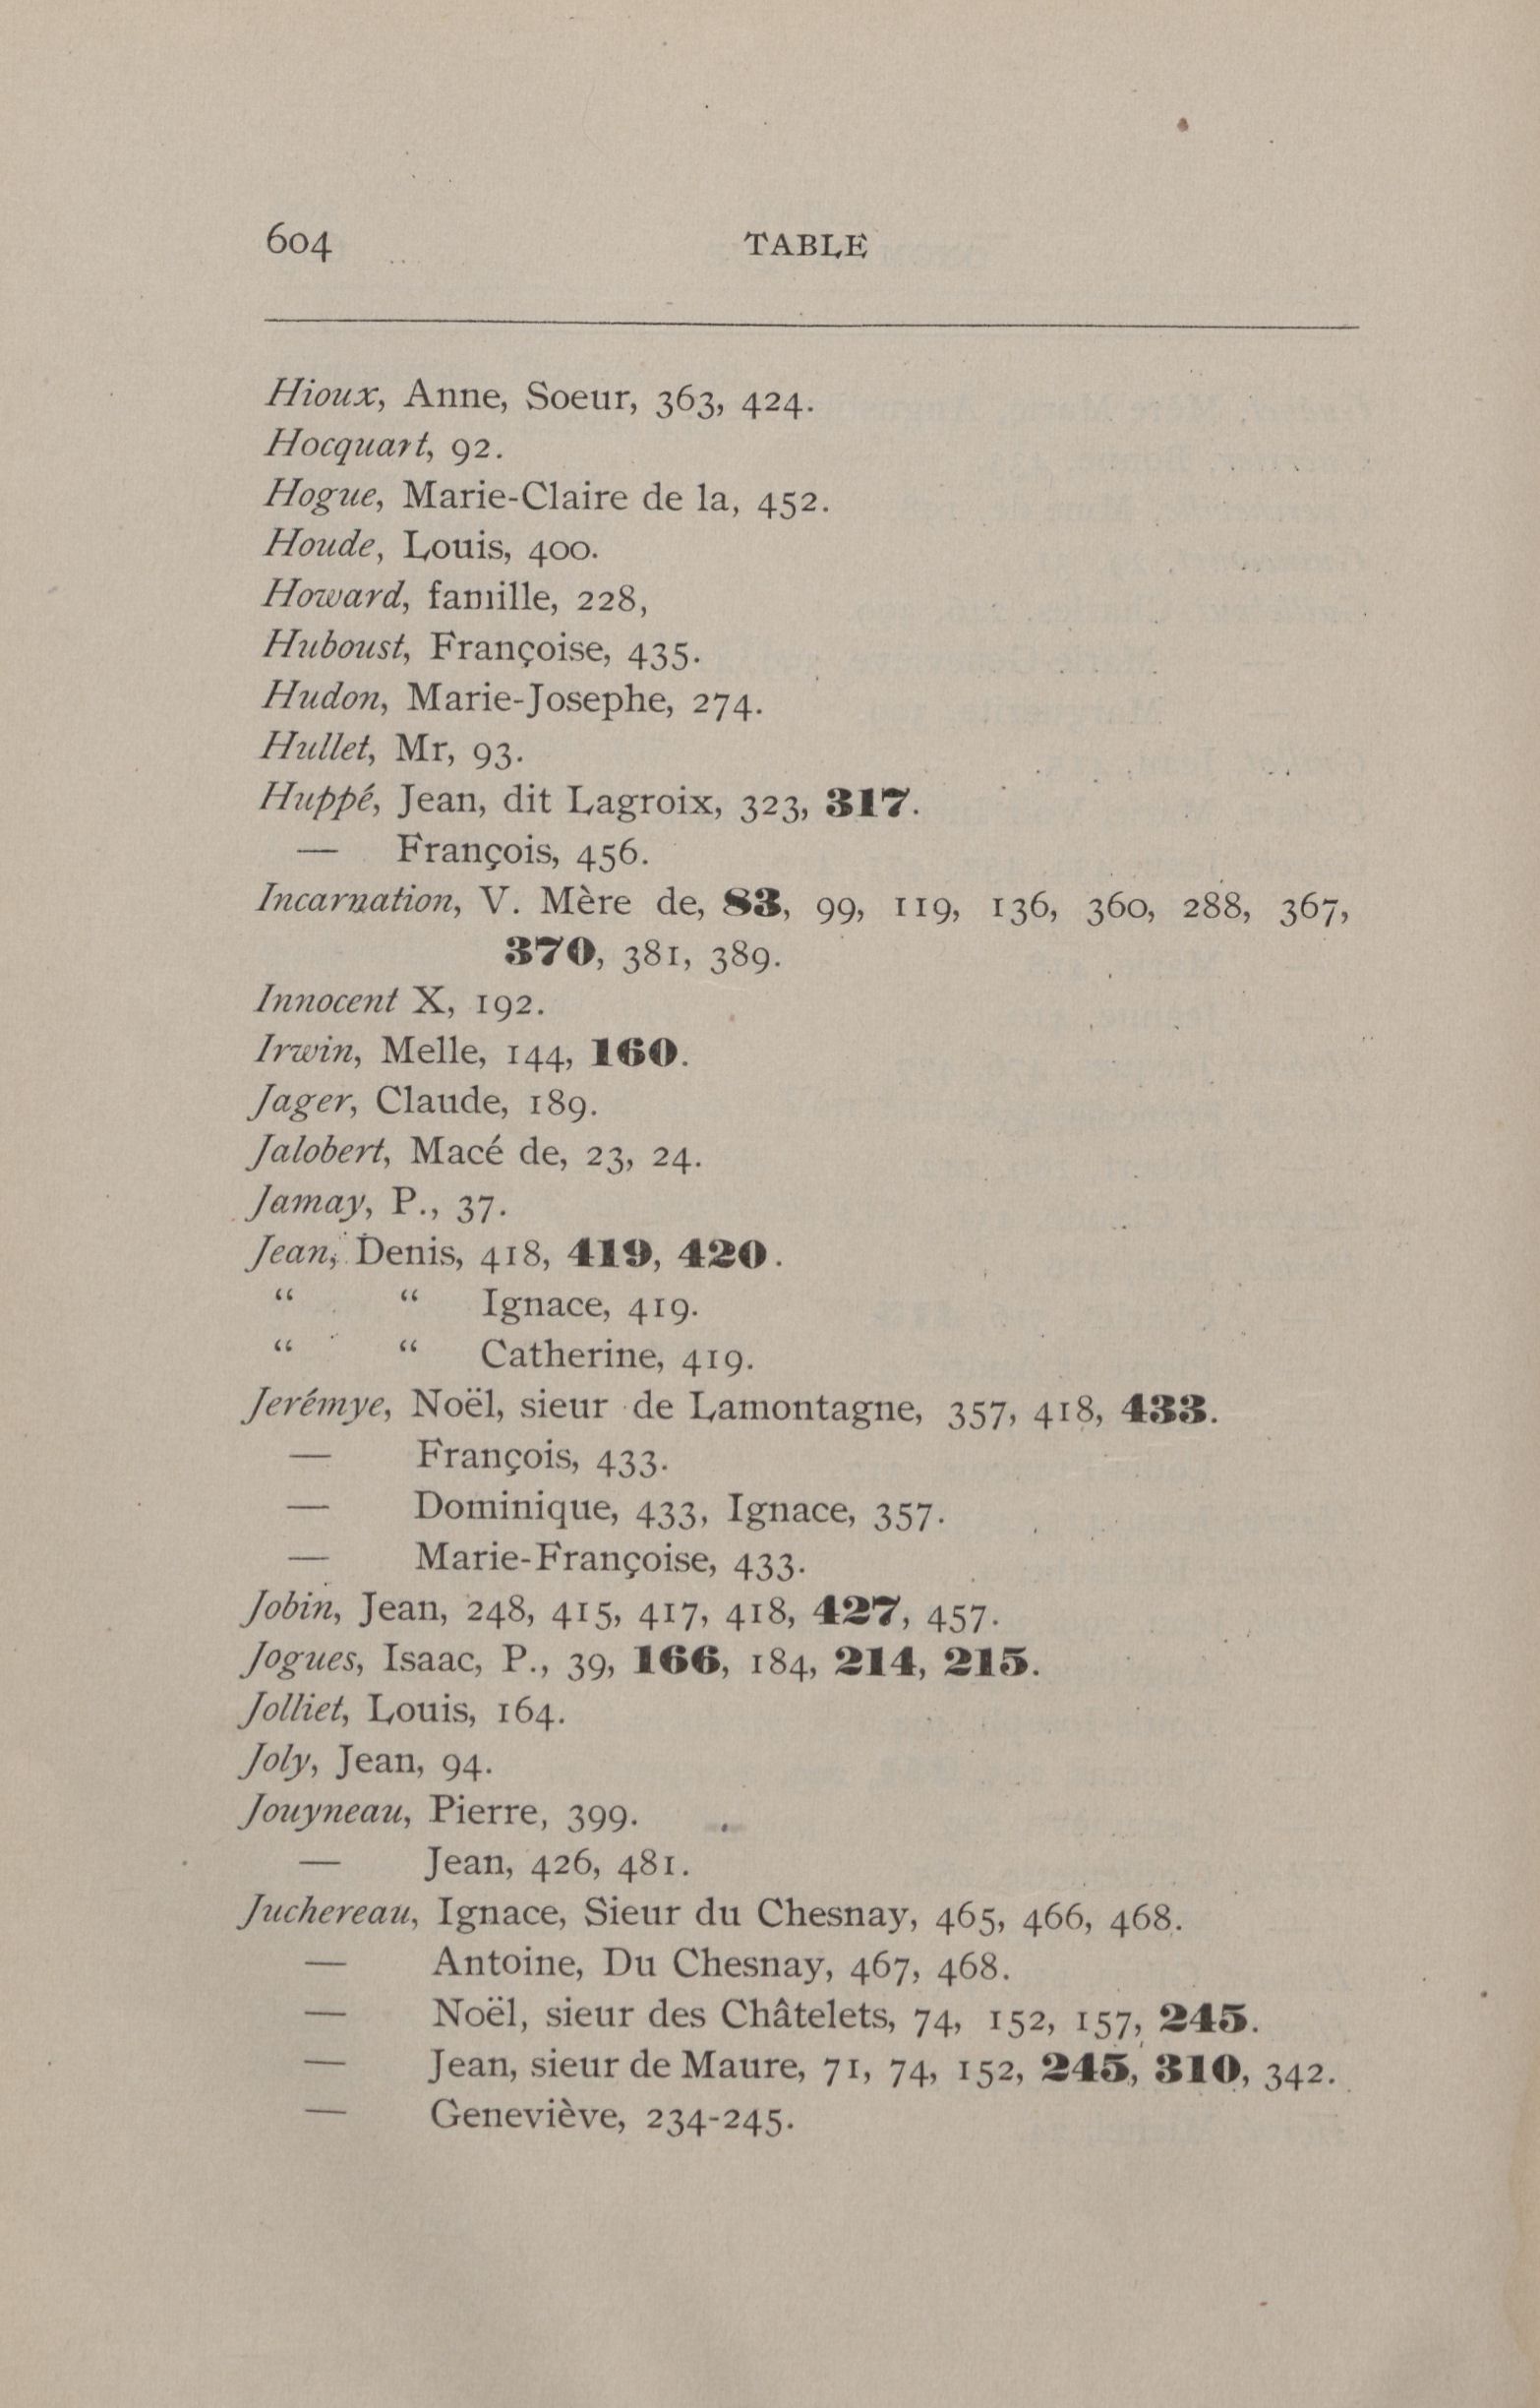 604
TABLE
Hioux, Anne, Soeur, 363, 424.
Hocquart, 92.
Hogue, Marie-Claire de la, 452.
Houde, Louis, 400.
Howard, famille, 228,
Huboust, Françoise, 435.
Hudon, Marie-Josephe, 274.
Hullet, Mr, 93.
Huppé, Jean, dit Lagroix, 323, 317.
— François, 456.
Incarnation, V. Mère de, 83, 99, 119, 136, 360, 288, 367,
370, 381, 389.
Innocent X, 192.
Irwin, Melle, 144, 160.
Jager, Claude, 189.
Jalobert, Macé de, 23, 24.
Jamay, P., 37.
Jean, Denis, 418, 419, 420.
“ “ Ignace, 419.
“ “ Catherine, 419.
Jerémye, Noël, sieur de Lamontagne, 357, 418, 433.
— François, 433.
— Dominique, 433, Ignace, 357.
— Marie-Françoise, 433.
Jobin, Jean, 248, 415, 417, 418, 427, 457.
Jogues, Isaac, P., 39, 166, 184, 214, 215.
Jolliet, Louis, 164.
Joly, Jean, 94.
Jouyneau, Pierre, 399.
— Jean, 426, 481.
Juchereau, Ignace, Sieur du Chesnay, 465, 466, 468.
— Antoine, Du Chesnay, 467, 468.
— Noël, sieur des Châtelets, 74, 152, 157, 245.
— Jean, sieur de Maure, 71, 74, 152, 245, 310, 342.
— Geneviève, 234-245.